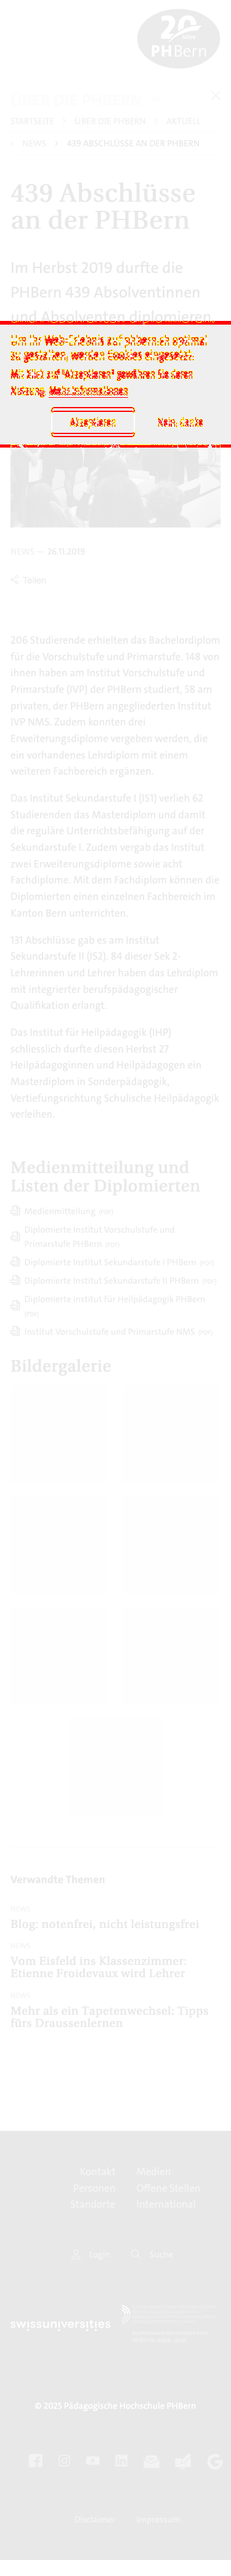 20 JAHRE
PHBern
ÜBER DIE PHBERN
STARTSEITE ÜBER DIE PHBERN AKTUELL
NEWS 439 ABSCHLÜSSE AN DER PHBERN
439 Abschlüsse
an der PHBern
Im Herbst 2019 durfte die
PHBern 439 Absolventinnen
und Absolventen diplomieren.
Um Ihr Web-Erlebnis auf phbern.ch optimal
zu gestalten, werden Cookies eingesetzt.
Mit Klick auf "Akzeptieren" gewähren Sie deren
Nutzung. Mehr Informationen
Akzeptieren Nein, danke
NEWS — 26.11.2019
Teilen
206 Studierende erhielten das Bachelordiplom
für die Vorschulstufe und Primarstufe. 148 von
ihnen haben am Institut Vorschulstufe und
Primarstufe (IVP) der PHBern studiert, 58 am
privaten, der PHBern angegliederten Institut
IVP NMS. Zudem konnten drei
Erweiterungsdiplome vergeben werden, die
ein vorhandenes Lehrdiplom mit einem
weiteren Fachbereich ergänzen.
Das Institut Sekundarstufe I (IS1) verlieh 62
Studierenden das Masterdiplom und damit
die reguläre Unterrichtsbefähigung auf der
Sekundarstufe I. Zudem vergab das Institut
zwei Erweiterungsdiplome sowie acht
Fachdiplome. Mit dem Fachdiplom können die
Diplomierten einen einzelnen Fachbereich im
Kanton Bern unterrichten.
131 Abschlüsse gab es am Institut
Sekundarstufe II (IS2). 84 dieser Sek 2-
Lehrerinnen und Lehrer haben das Lehrdiplom
mit integrierter berufspädagogischer
Qualifikation erlangt.
Das Institut für Heilpädagogik (IHP)
schliesslich durfte diesen Herbst 27
Heilpädagoginnen und Heilpädagogen ein
Masterdiplom in Sonderpädagogik,
Vertiefungsrichtung Schulische Heilpädagogik
verleihen.
Medienmitteilung und
Listen der Diplomierten
Medienmitteilung (PDF)
Diplomierte Institut Vorschulstufe und
Primarstufe PHBern (PDF)
Diplomierte Institut Sekundarstufe I PHBern (PDF)
Diplomierte Institut Sekundarstufe II PHBern (PDF)
Diplomierte Institut für Heilpädagogik PHBern
(PDF)
Institut Vorschulstufe und Primarstufe NMS (PDF)
Bildergalerie
Verwandte Themen
NEWS
Blog: notenfrei, nicht leistungsfrei
NEWS
Vom Eisfeld ins Klassenzimmer:
Etienne Froidevaux wird Lehrer
NEWS
Mehr als ein Tapetenwechsel: Tipps
fürs Draussenlernen
Kontakt Medien
Personen Offene Stellen
Standorte International
Login Suche
swissuniversities
© 2025 Pädagogische Hochschule PHBern
Disclaimer Impressum